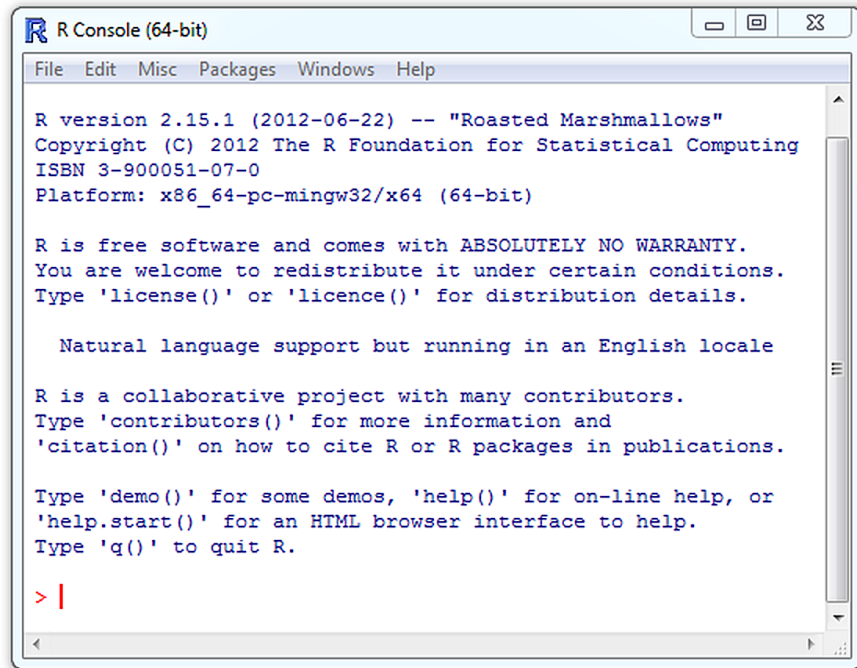 R Console (64-bit)
File Edit Misc Packages Windows Help
R version 2.15.1 (2012-06-22) -- "Roasted Marshmallows"
Copyright (C) 2012 The R Foundation for Statistical Computing
ISBN 3-900051-07-0
Platform: x86_64-pc-mingw32/x64 (64-bit)
R is free software and comes with ABSOLUTELY NO WARRANTY.
You are welcome to redistribute it under certain conditions.
Type 'license()' or 'licence()' for distribution details.
Natural language support but running in an English locale
R is a collaborative project with many contributors.
Type 'contributors()' for more information and
'citation()' on how to cite R or R packages in publications.
Type 'demo()' for some demos, 'help()' for on-line help, or
'help.start()' for an HTML browser interface to help.
Type 'q()' to quit R.
>